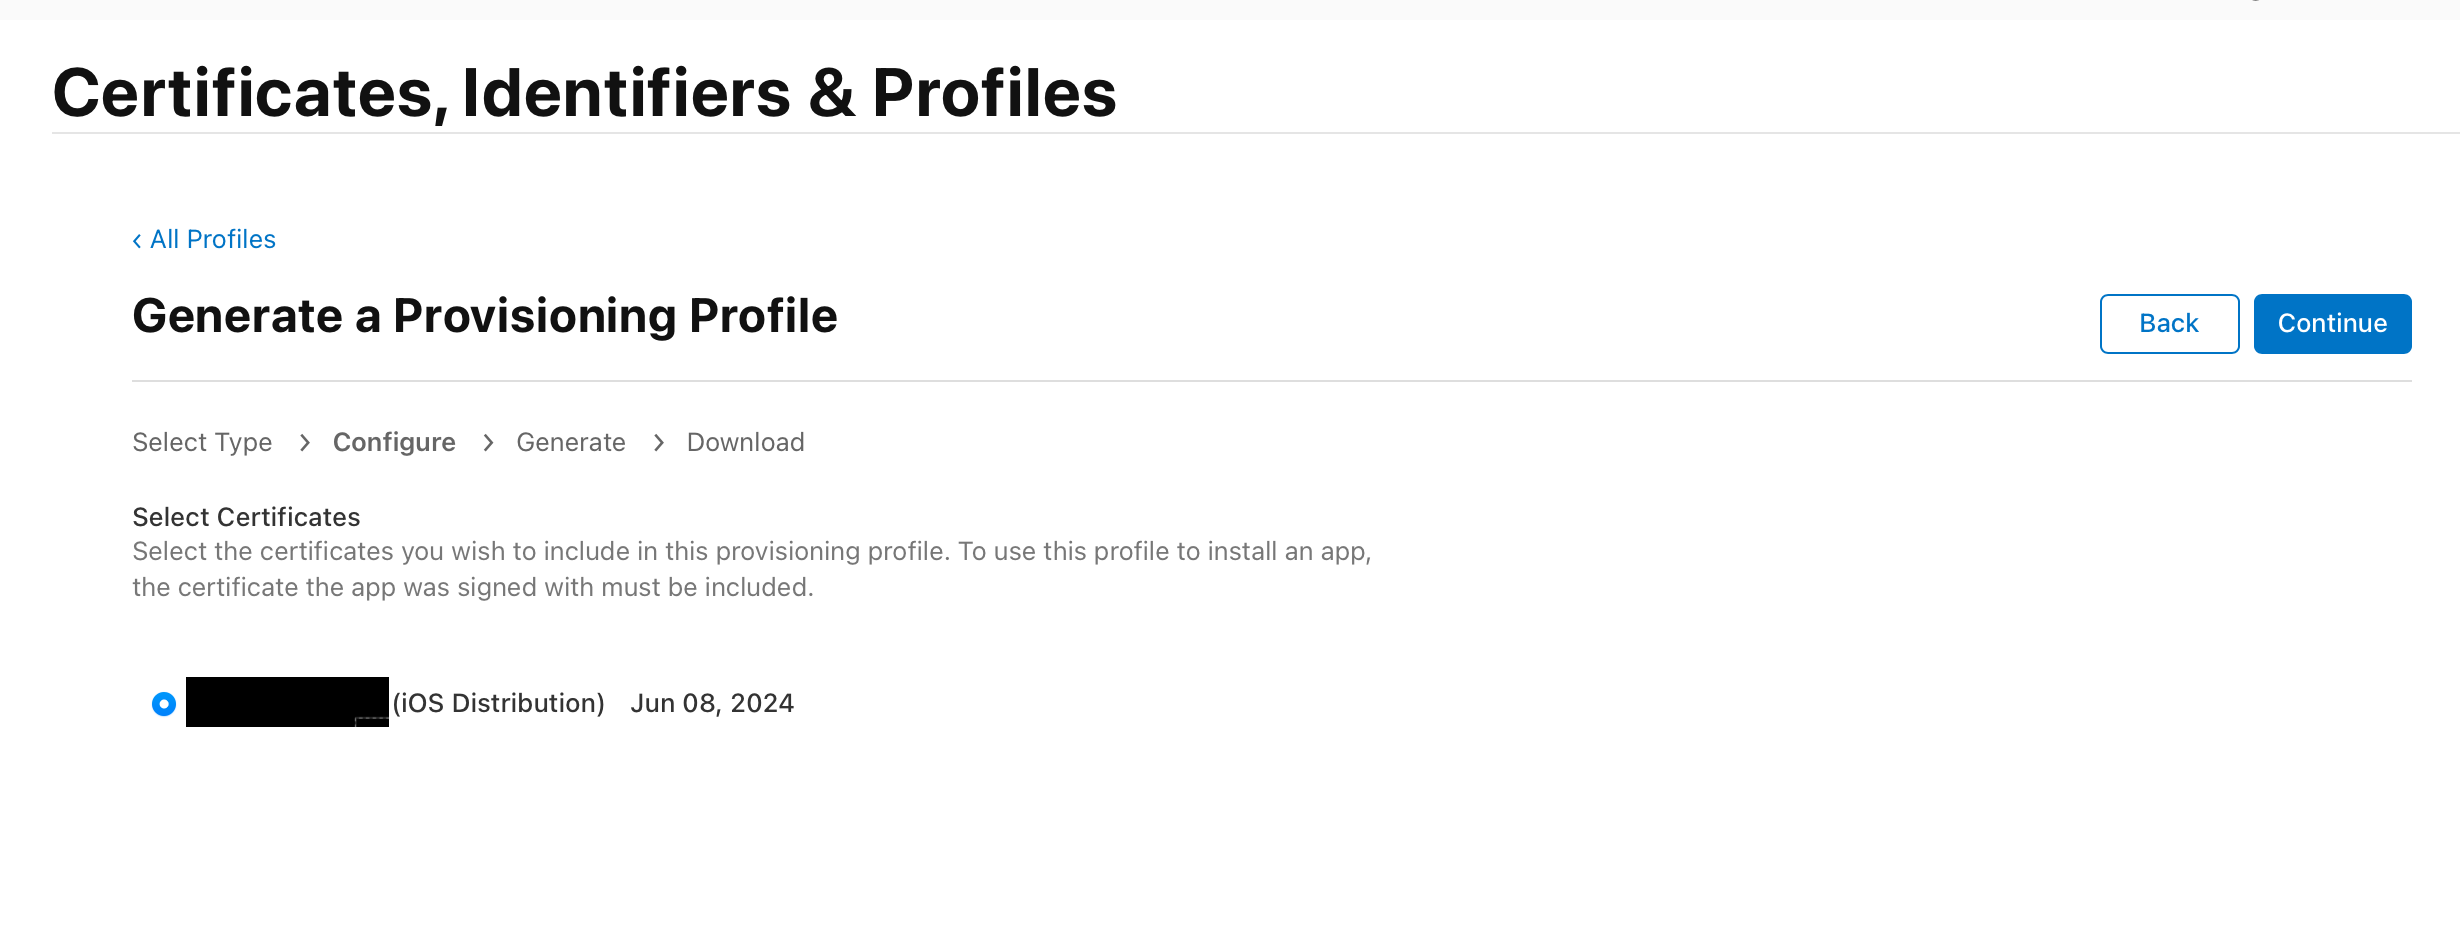 Certificates, Identifiers & Profiles
‹ All Profiles
Generate a Provisioning Profile
Back
Continue
Select Type > Configure > Generate > Download
Select Certificates
Select the certificates you wish to include in this provisioning profile. To use this profile to install an app,
the certificate the app was signed with must be included.
(iOS Distribution) Jun 08, 2024